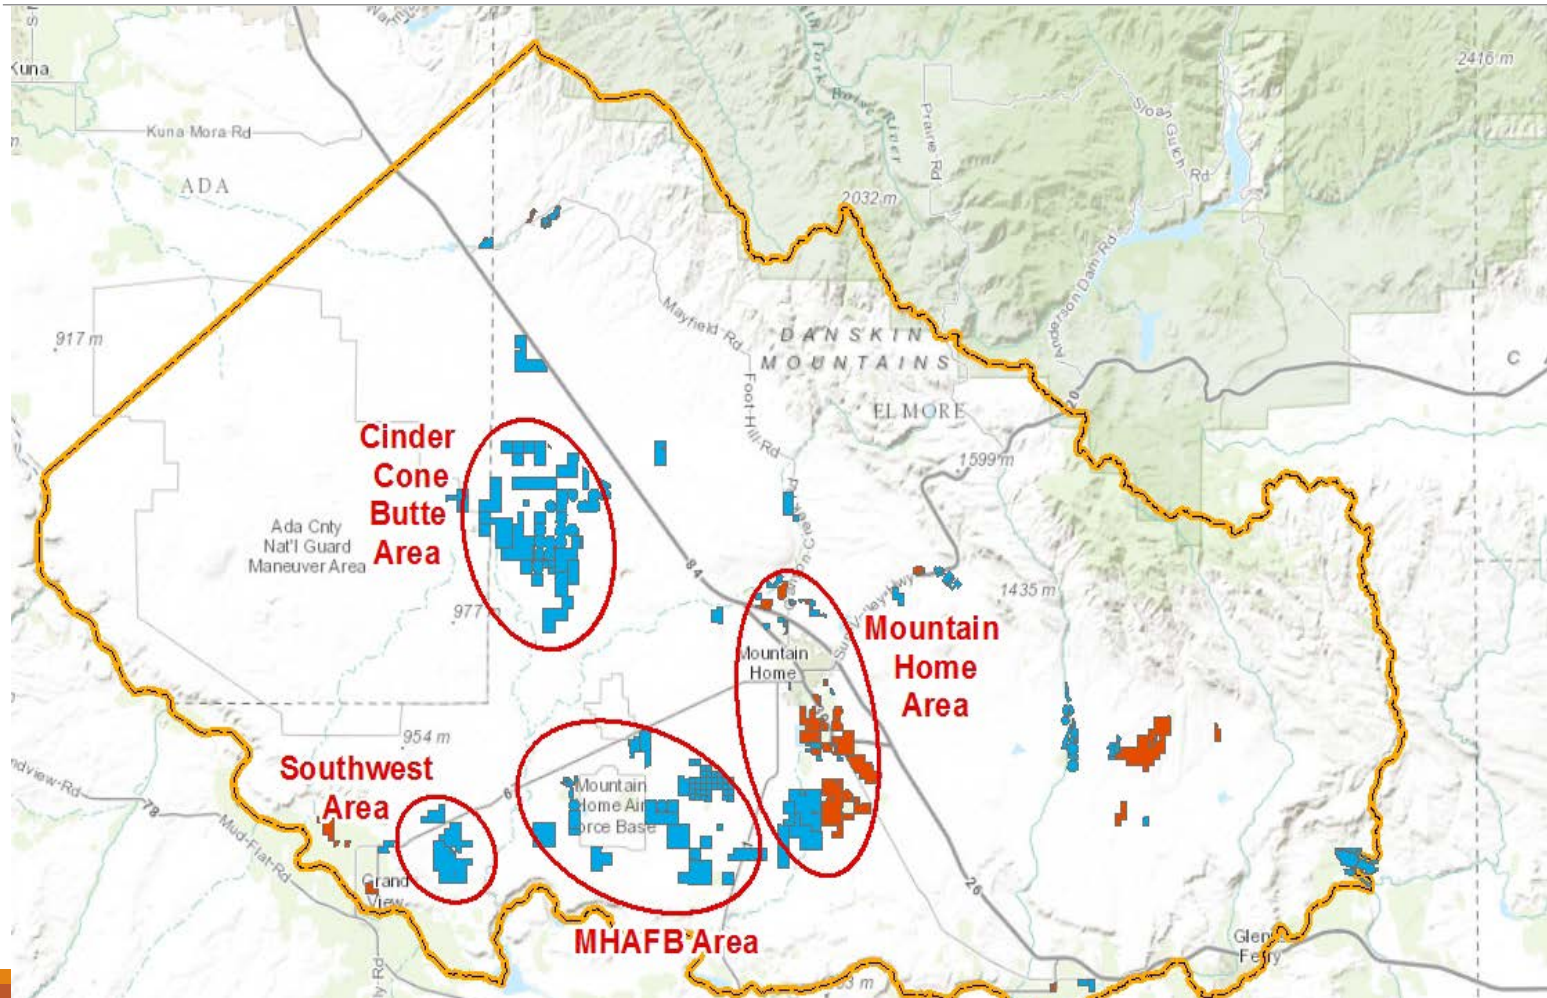 Warm
Kuna
Kuna Mora Rd
ADA
Prairie Rd
Sloan Gulch Rd
2416 m
2032 m
Anderson Dam Rd
917 m
Mayfield Rd
DANSKIN
MOUNTAINS
Foot Hill Rd
ELMORE
20
C
Cinder
Cone
Butte
Area
1599 m
Ada Cnty
Nat'l Guard
Maneuver Area
84
977 m
1435 m
Mountain
Home
Mountain
Home
Area
954 m
Southwest
Area
78
Mud-Flat-Rd
Mountain
Home Air
Force Base
Grand
View
26
MHAFB Area
Glenns
Ferry